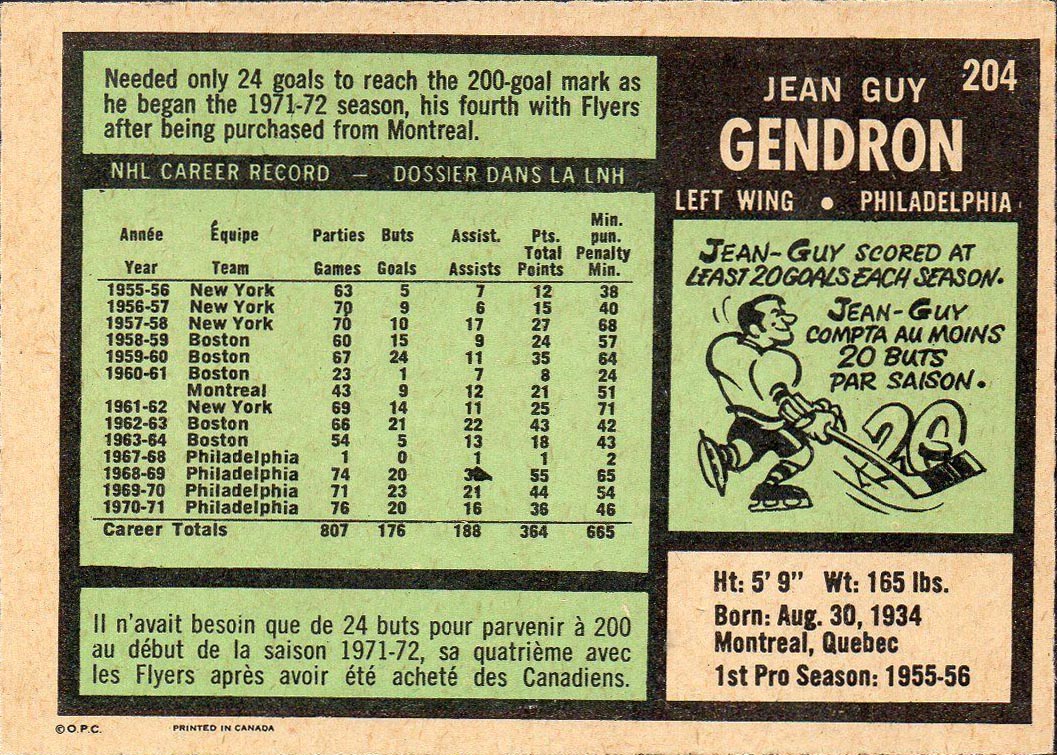 Needed only 24 goals to reach the 200-goal mark as
he began the 1971-72 season, his fourth with Flyers
after being purchased from Montreal.
204
JEAN GUY
GENDRON
LEFT WING • PHILADELPHIA
NHL CAREER RECORD — DOSSIER DANS LA LNH
Année Équipe Parties Buts Assist. Pts. Total Min. pun. Penalty
Year Team Games Goals Assists Points Min.
1955-56 New York 63 5 7 12 38
1956-57 New York 70 9 6 15 40
1957-58 New York 70 10 17 27 68
1958-59 Boston 60 15 9 24 57
1959-60 Boston 67 24 11 35 64
1960-61 Boston 23 1 7 8 24
Montreal 43 9 12 21 51
1961-62 New York 69 14 11 25 71
1962-63 Boston 66 21 22 43 42
1963-64 Boston 54 5 13 18 43
1967-68 Philadelphia 1 0 1 1 2
1968-69 Philadelphia 74 20 55 65
1969-70 Philadelphia 71 23 21 44 54
1970-71 Philadelphia 76 20 16 36 46
Career Totals 807 176 188 364 665
JEAN-GUY SCORED AT
LEAST 20 GOALS EACH SEASON.
JEAN-GUY
COMPTA AU MOINS
20 BUTS
PAR SAISON.
20
Il n'avait besoin que de 24 buts pour parvenir à 200
au début de la saison 1971-72, sa quatrième avec
les Flyers après avoir été acheté des Canadiens.
Ht: 5' 9" Wt: 165 lbs.
Born: Aug. 30, 1934
Montreal, Quebec
1st Pro Season: 1955-56
© O.P.C. PRINTED IN CANADA